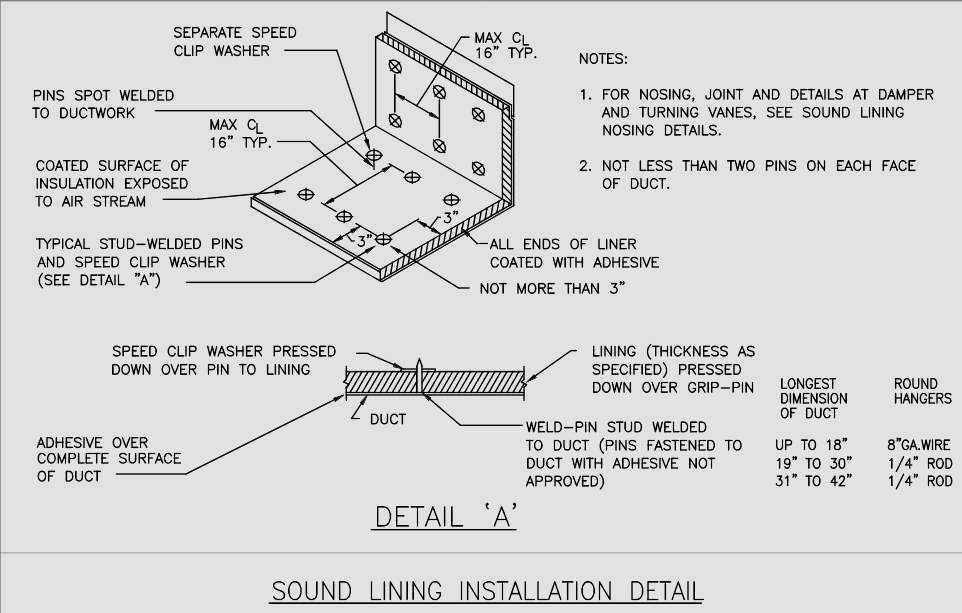 SEPARATE SPEED
CLIP WASHER
MAX CL
16" TYP.
PINS SPOT WELDED
TO DUCTWORK
MAX CL
16" TYP.
COATED SURFACE OF
INSULATION EXPOSED
TO AIR STREAM
TYPICAL STUD-WELDED PINS
AND SPEED CLIP WASHER
(SEE DETAIL "A")
3"
3"
ALL ENDS OF LINER
COATED WITH ADHESIVE
NOT MORE THAN 3"
NOTES:
1. FOR NOSING, JOINT AND DETAILS AT DAMPER
AND TURNING VANES, SEE SOUND LINING
NOSING DETAILS.
2. NOT LESS THAN TWO PINS ON EACH FACE
OF DUCT.
SPEED CLIP WASHER PRESSED
DOWN OVER PIN TO LINING
LINING (THICKNESS AS
SPECIFIED) PRESSED
DOWN OVER GRIP-PIN
DUCT
ADHESIVE OVER
COMPLETE SURFACE
OF DUCT
WELD-PIN STUD WELDED
TO DUCT (PINS FASTENED TO
DUCT WITH ADHESIVE NOT
APPROVED)
LONGEST
DIMENSION
OF DUCT
ROUND
HANGERS
UP TO 18" 8"GA.WIRE
19" TO 30" 1/4" ROD
31" TO 42" 1/4" ROD
DETAIL 'A'
SOUND LINING INSTALLATION DETAIL